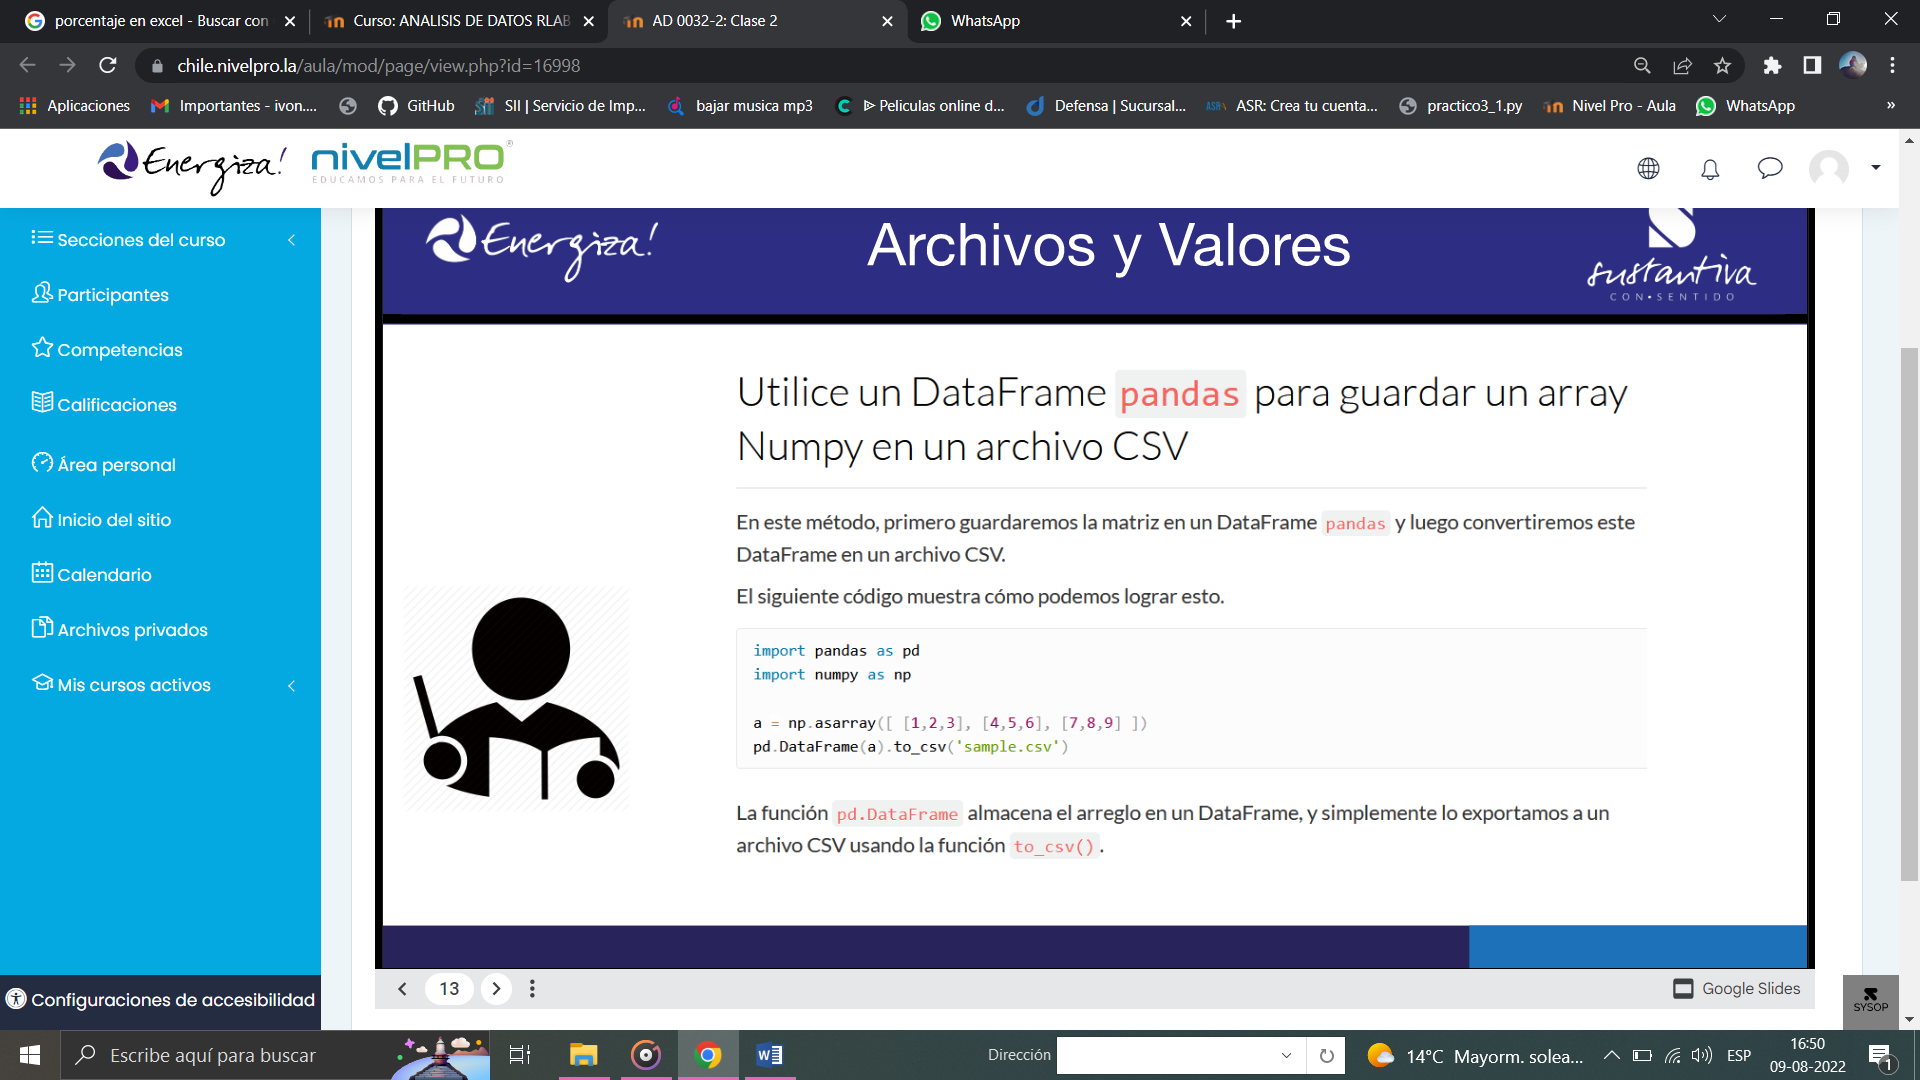 porcentaje en excel - Buscar con
Curso: ANALISIS DE DATOS RLAB
AD 0032-2: Clase 2
WhatsApp
chile.nivelpro.la/aula/mod/page/view.php?id=16998
Aplicaciones
Importantes - ivon....
GitHub
SII | Servicio de Imp...
bajar musica mp3
Peliculas online d...
Defensa | Sucursal...
ASR: Crea tu cuenta...
practico3_1.py
Nivel Pro - Aula
WhatsApp
»
Energiza!
nivelPRO®
EDUCAMOS PARA EL FUTURO
Secciones del curso
Participantes
Competencias
Calificaciones
Área personal
Inicio del sitio
Calendario
Archivos privados
Mis cursos activos
Configuraciones de accesibilidad
Energiza!
Archivos y Valores
sustantiva
CON•SENTIDO
Utilice un DataFrame pandas para guardar un array
Numpy en un archivo CSV
En este método, primero guardaremos la matriz en un DataFrame pandas y luego convertiremos este
DataFrame en un archivo CSV.
El siguiente código muestra cómo podemos lograr esto.
import pandas as pd
import numpy as np
a = np.asarray([ [1,2,3], [4,5,6], [7,8,9] ])
pd.DataFrame(a).to_csv('sample.csv')
La función pd.DataFrame almacena el arreglo en un DataFrame, y simplemente lo exportamos a un
archivo CSV usando la función to_csv().
13
Google Slides
SYSOP
Escribe aquí para buscar
Dirección
14°C Mayorm. solea...
ESP
16:50
09-08-2022
1